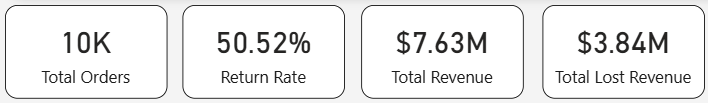 10K 50.52% $7.63M $3.84M
Total Orders Return Rate Total Revenue Total Lost Revenue